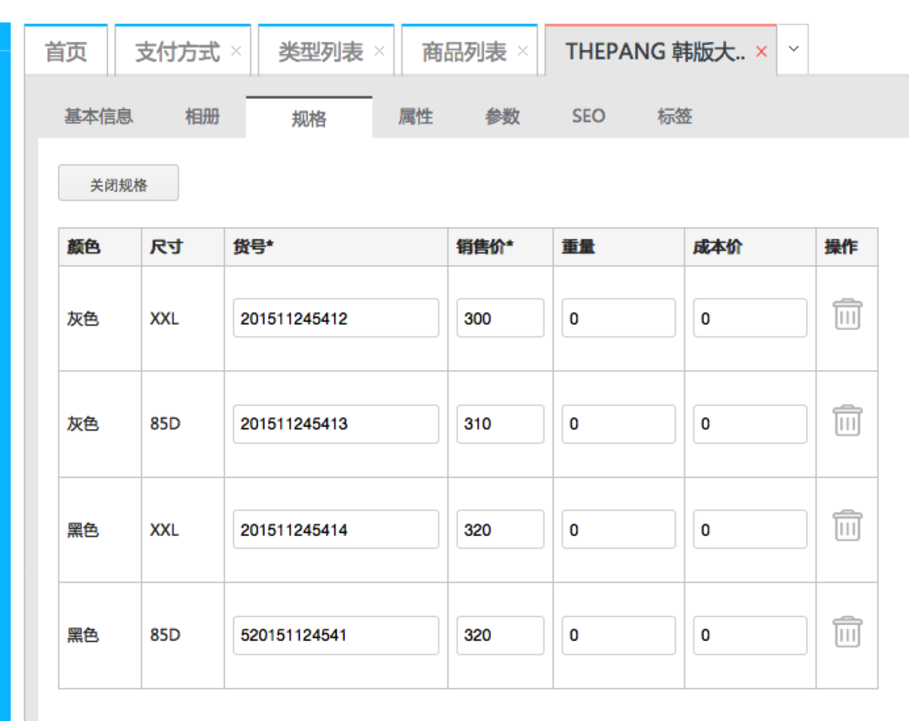 首页 支付方式 × 类型列表 × 商品列表 × THEPANG 韩版大.. ×
基本信息 相册 规格 属性 参数 SEO 标签
关闭规格
颜色 尺寸 货号* 销售价* 重量 成本价 操作
灰色 XXL 201511245412 300 0 0
灰色 85D 201511245413 310 0 0
黑色 XXL 201511245414 320 0 0
黑色 85D 520151124541 320 0 0